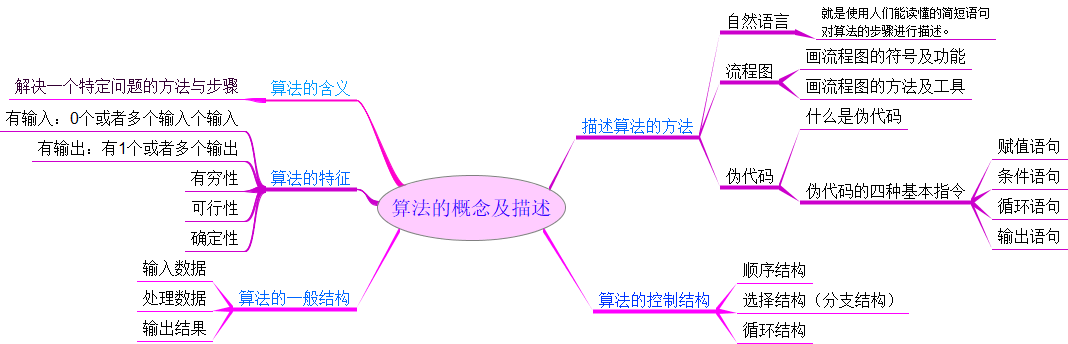 算法的概念及描述
算法的含义
解决一个特定问题的方法与步骤
算法的特征
有输入：0个或者多个输入个输入
有输出：有1个或者多个输出
有穷性
可行性
确定性
算法的一般结构
输入数据
处理数据
输出结果
描述算法的方法
自然语言
就是使用人们能读懂的简短语句
对算法的步骤进行描述。
流程图
画流程图的符号及功能
画流程图的方法及工具
伪代码
什么是伪代码
伪代码的四种基本指令
赋值语句
条件语句
循环语句
输出语句
算法的控制结构
顺序结构
选择结构（分支结构）
循环结构